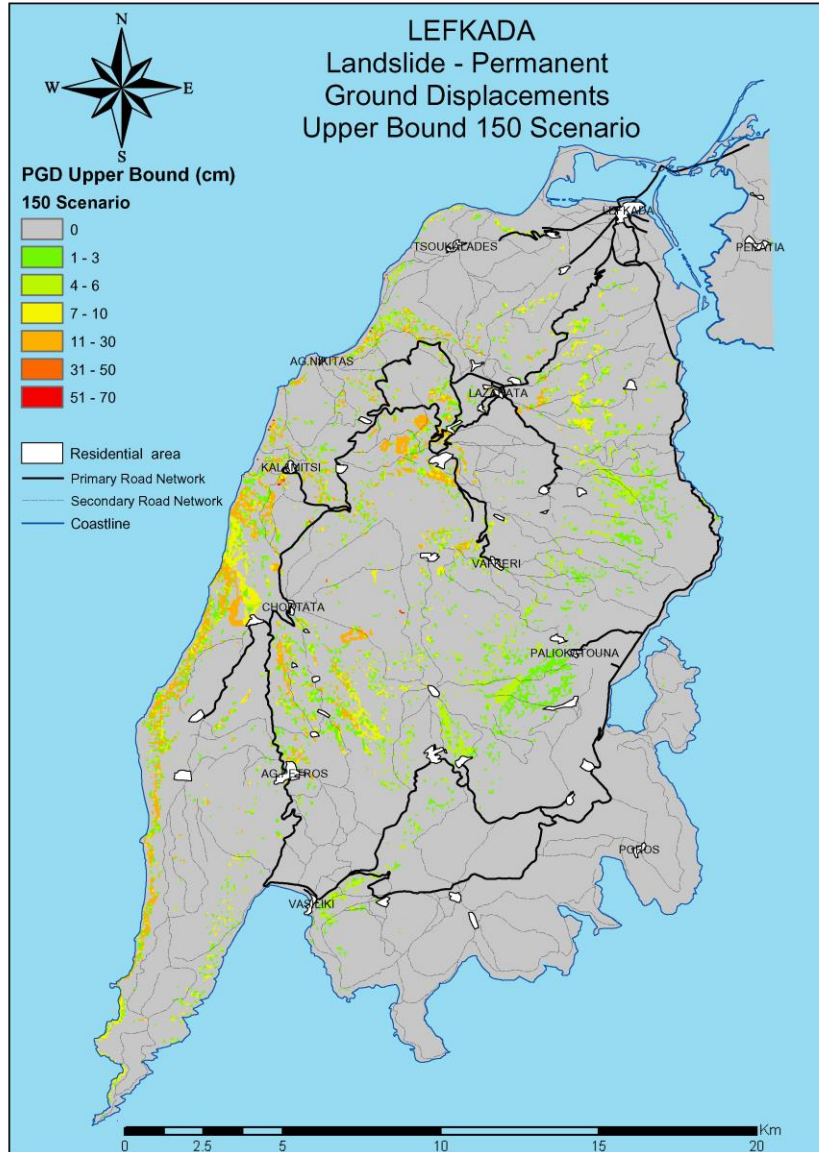 LEFKADA
Landslide - Permanent
Ground Displacements
Upper Bound 150 Scenario
N
W
E
S
PGD Upper Bound (cm)
150 Scenario
0
1 - 3
4 - 6
7 - 10
11 - 30
31 - 50
51 - 70
Residential area
Primary Road Network
Secondary Road Network
Coastline
LEFKADA
TSOUKALADES
PERATIA
AG.NIKITAS
LAZARATA
KALAMITSI
VAFKERI
CHORTATA
PALIOKATOUNA
AG.PETROS
POROS
VASILIKI
Km
0 2.5 5 10 15 20